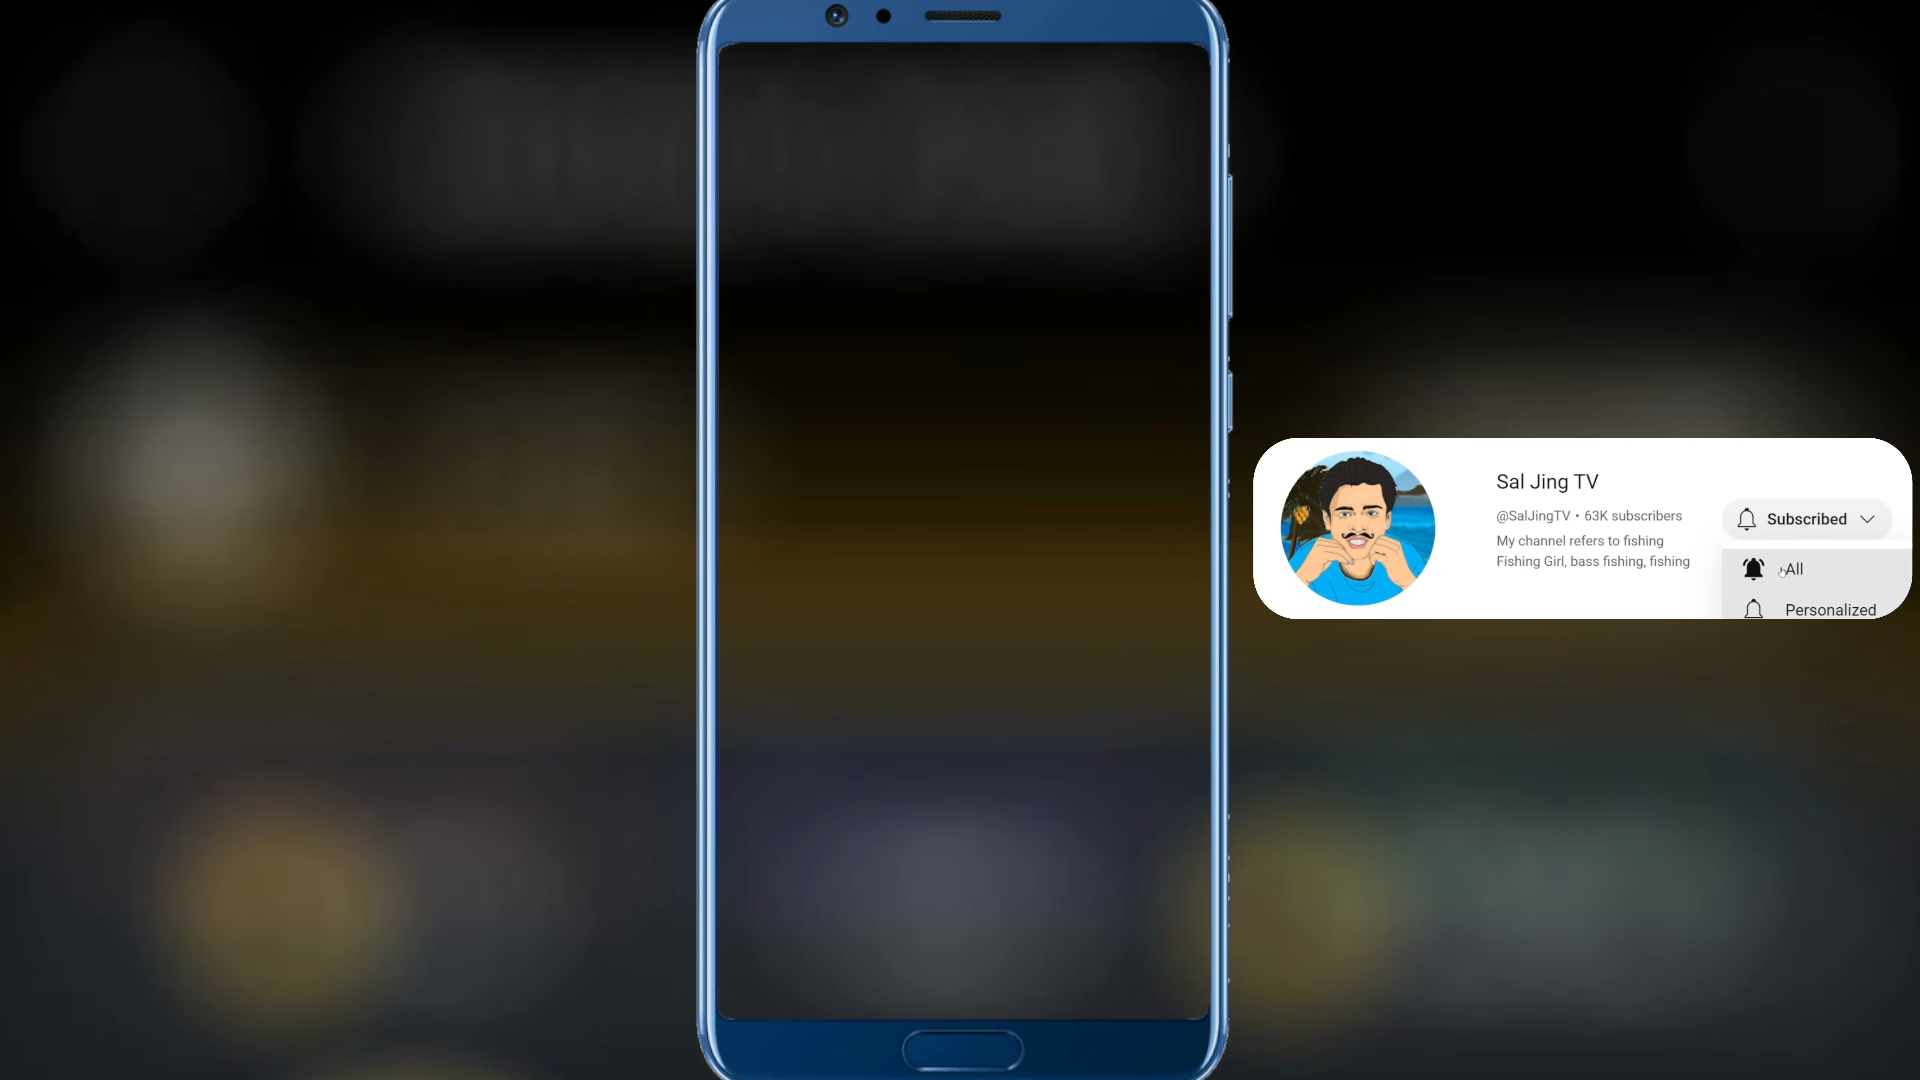 Sal Jing TV
@SalJingTV • 63K subscribers
My channel refers to fishing
Fishing Girl, bass fishing, fishing
Subscribed
All
Personalized